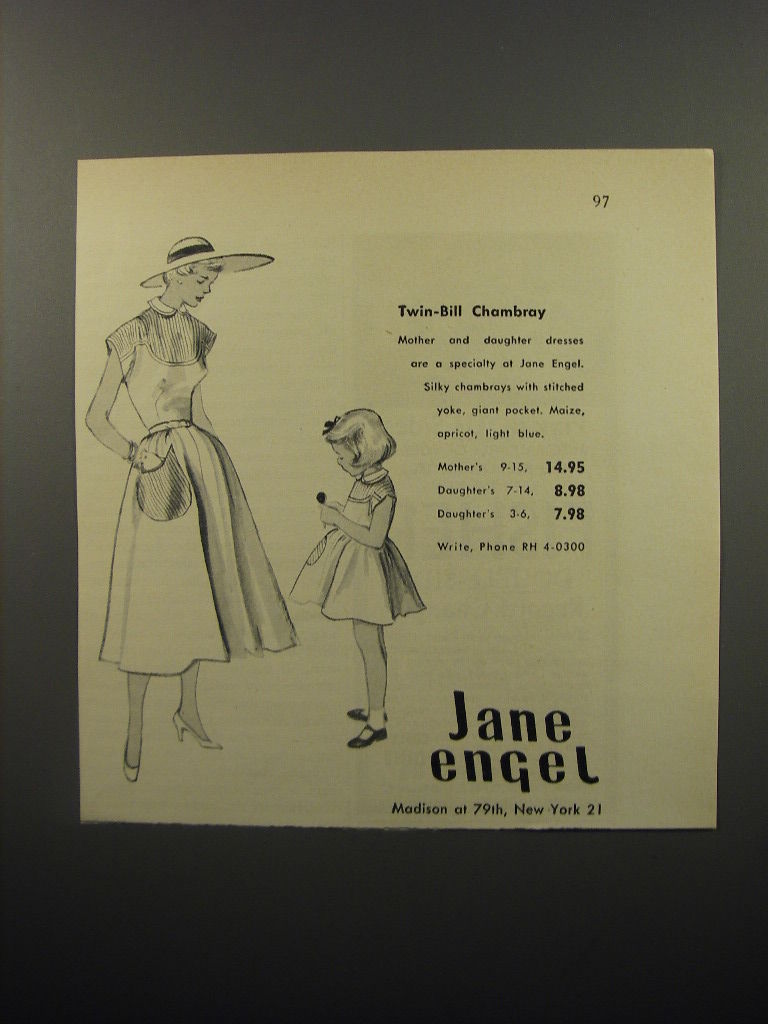 97
Twin-Bill Chambray
Mother and daughter dresses
are a specialty at Jane Engel.
Silky chambrays with stitched
yoke, giant pocket. Maize,
apricot, light blue.
Mother's 9-15, 14.95
Daughter's 7-14, 8.98
Daughter's 3-6, 7.98
Write, Phone RH 4-0300
Jane
engel
Madison at 79th, New York 21